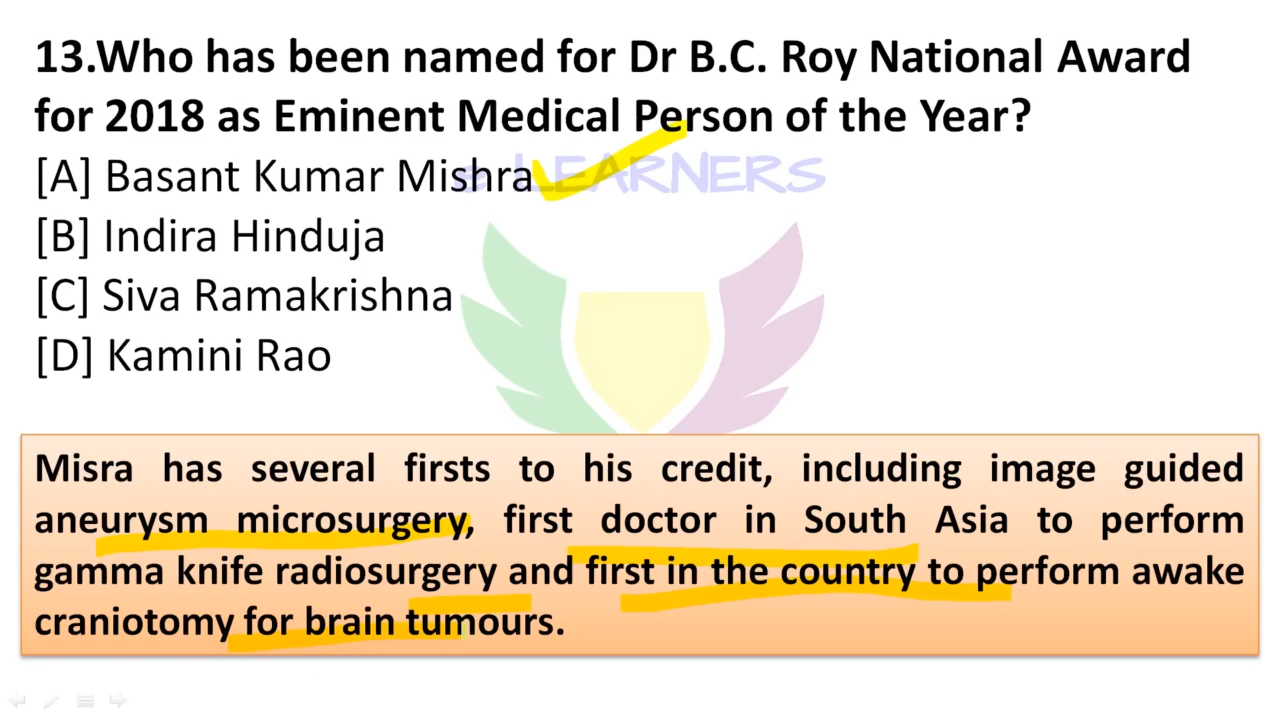 13.Who has been named for Dr B.C. Roy National Award
for 2018 as Eminent Medical Person of the Year?
[A] Basant Kumar Mishra
e LEARNERS
[B] Indira Hinduja
[C] Siva Ramakrishna
[D] Kamini Rao
Misra has several firsts to his credit, including image guided
aneurysm microsurgery, first doctor in South Asia to perform
gamma knife radiosurgery and first in the country to perform awake
craniotomy for brain tumours.